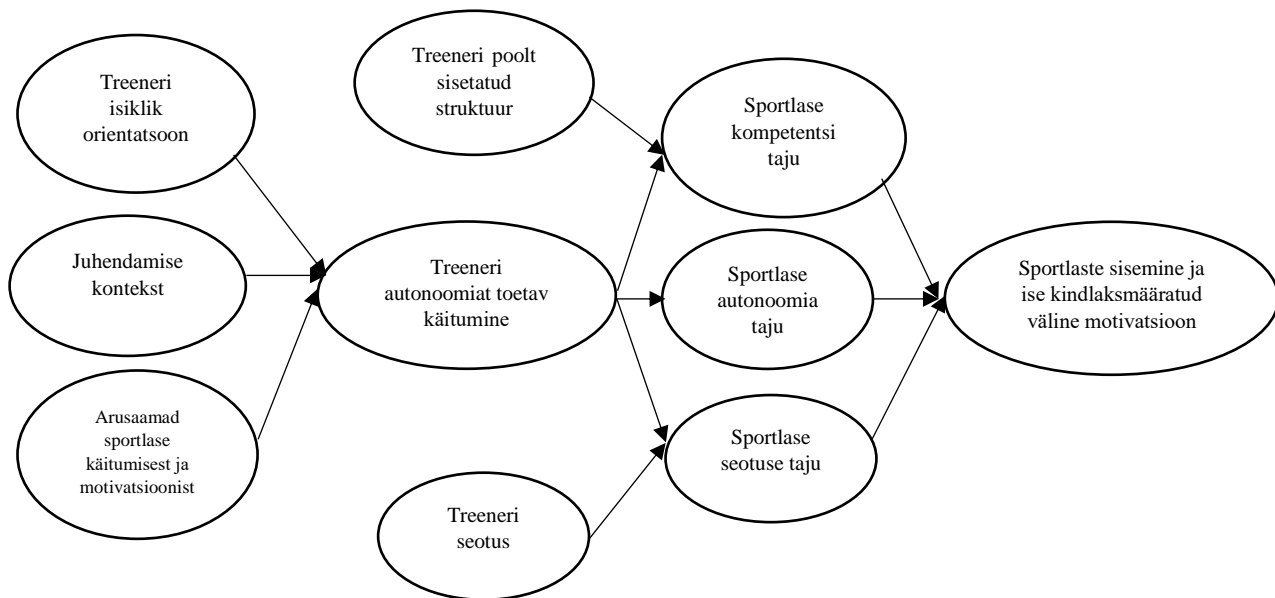 Treeneri
isiklik
orientatsoon
Juhendamise
kontekst
Arusaamad
sportlase
käitumisest ja
motivatsioonist
Treeneri poolt
sisetatud
struktuur
Treeneri
autonoomiat toetav
käitumine
Treeneri
seotus
Sportlase
kompetentsi
taju
Sportlase
autonoomia
taju
Sportlase
seotuse taju
Sportlaste sisemine ja
ise kindlaksmääratud
väline motivatsioon